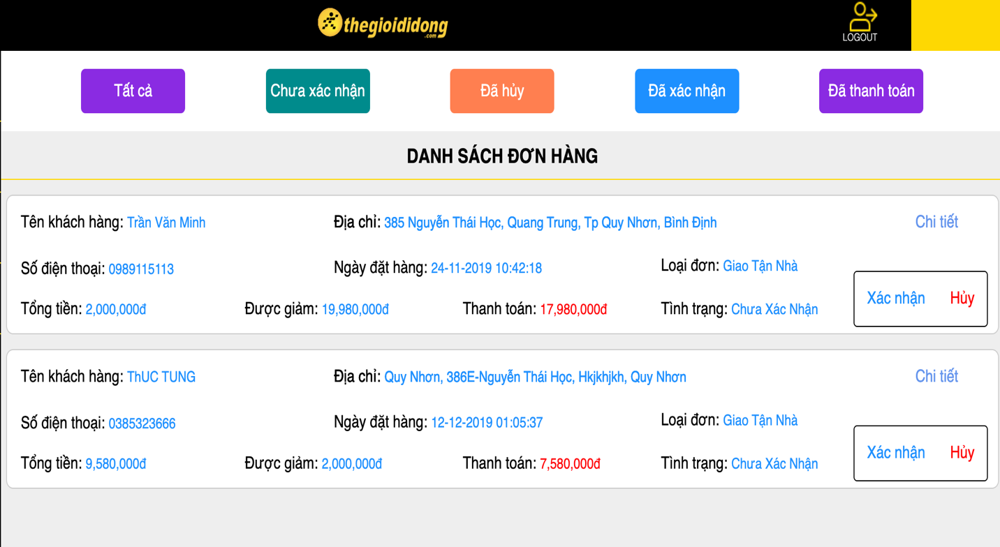 thegioididong
.com
LOGOUT
Tất cả
Chưa xác nhận
Đã hủy
Đã xác nhận
Đã thanh toán
DANH SÁCH ĐƠN HÀNG
Tên khách hàng: Trần Văn Minh
Địa chỉ: 385 Nguyễn Thái Học, Quang Trung, Tp Quy Nhơn, Bình Định
Chi tiết
Số điện thoại: 0989115113
Ngày đặt hàng: 24-11-2019 10:42:18
Loại đơn: Giao Tận Nhà
Tổng tiền: 2,000,000đ
Được giảm: 19,980,000đ
Thanh toán: 17,980,000đ
Tình trạng: Chưa Xác Nhận
Xác nhận
Hủy
Tên khách hàng: ThUC TUNG
Địa chỉ: Quy Nhơn, 386E-Nguyễn Thái Học, Hkjkhjkh, Quy Nhơn
Chi tiết
Số điện thoại: 0385323666
Ngày đặt hàng: 12-12-2019 01:05:37
Loại đơn: Giao Tận Nhà
Tổng tiền: 9,580,000đ
Được giảm: 2,000,000đ
Thanh toán: 7,580,000đ
Tình trạng: Chưa Xác Nhận
Xác nhận
Hủy